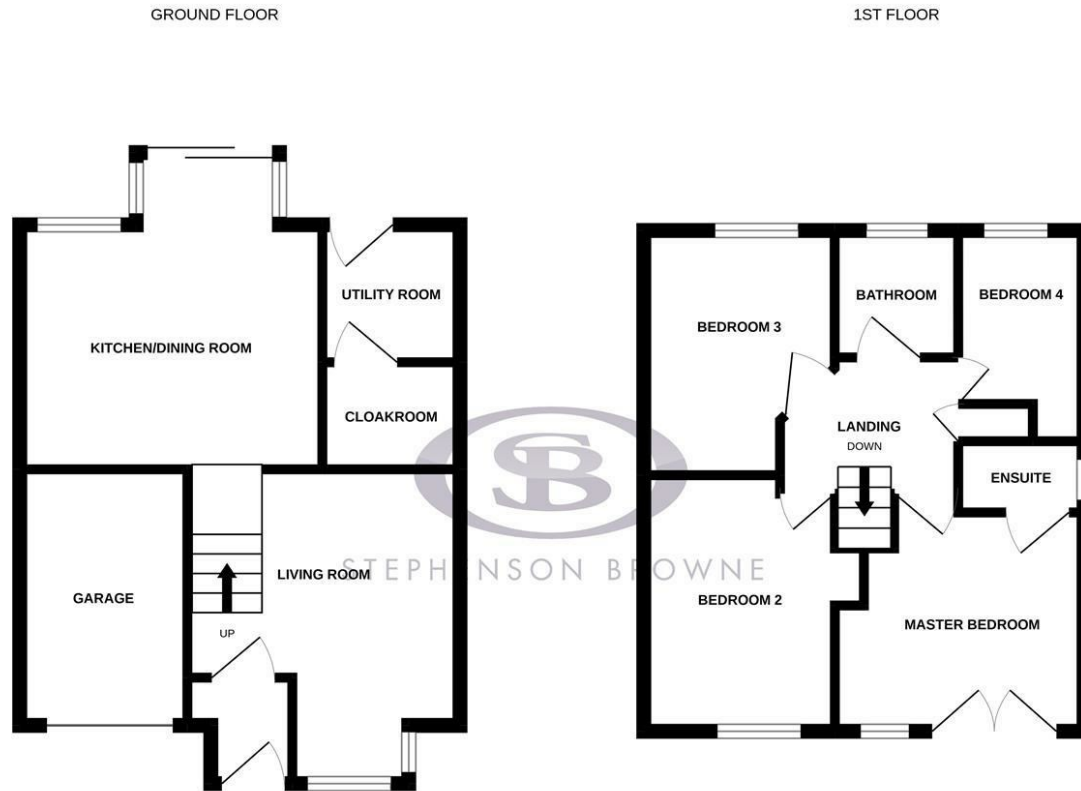 GROUND FLOOR
UTILITY ROOM
KITCHEN/DINING ROOM
CLOAKROOM
LIVING ROOM
GARAGE
UP
1ST FLOOR
BATHROOM
BEDROOM 4
BEDROOM 3
LANDING
DOWN
ENSUITE
BEDROOM 2
MASTER BEDROOM
SB
STEPHENSON BROWNE